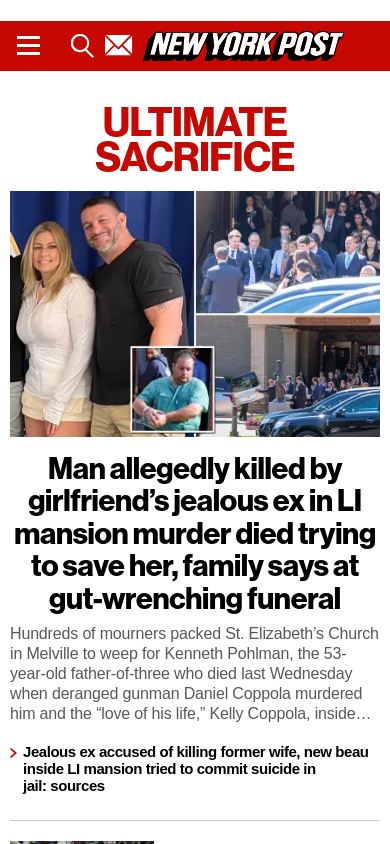 NEW YORK POST
ULTIMATE
SACRIFICE
Man allegedly killed by
girlfriend’s jealous ex in LI
mansion murder died trying
to save her, family says at
gut-wrenching funeral
Hundreds of mourners packed St. Elizabeth’s Church
in Melville to weep for Kenneth Pohlman, the 53-
year-old father-of-three who died last Wednesday
when deranged gunman Daniel Coppola murdered
him and the “love of his life,” Kelly Coppola, inside…
Jealous ex accused of killing former wife, new beau
inside LI mansion tried to commit suicide in
jail: sources